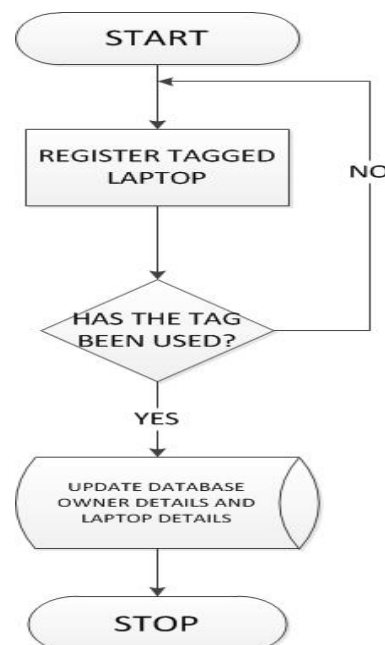 START
REGISTER TAGGED
LAPTOP
NO
HAS THE TAG
BEEN USED?
YES
UPDATE DATABASE
OWNER DETAILS AND
LAPTOP DETAILS
STOP